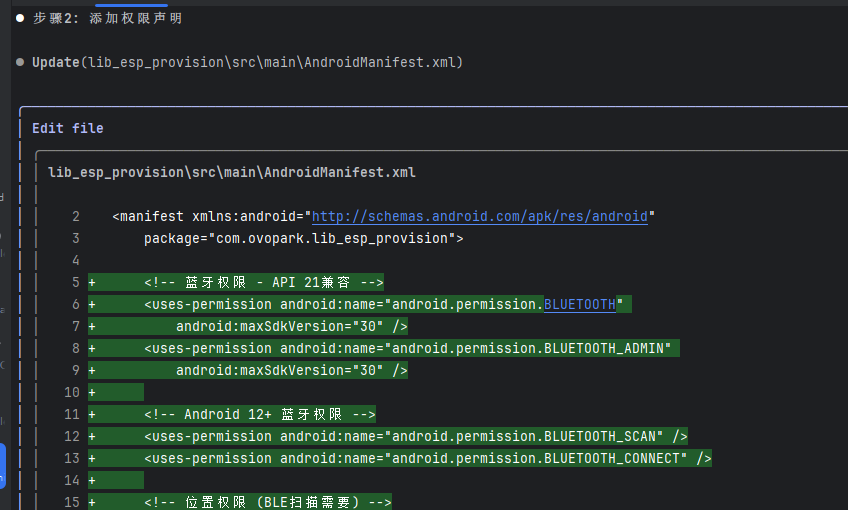 ● 步骤2: 添加权限声明
● Update(lib_esp_provision\src\main\AndroidManifest.xml)
Edit file
lib_esp_provision\src\main\AndroidManifest.xml
2    <manifest xmlns:android="http://schemas.android.com/apk/res/android"
3        package="com.ovopark.lib_esp_provision">
4
5 +      <!-- 蓝牙权限 - API 21兼容 -->
6 +      <uses-permission android:name="android.permission.BLUETOOTH"
7 +          android:maxSdkVersion="30" />
8 +      <uses-permission android:name="android.permission.BLUETOOTH_ADMIN"
9 +          android:maxSdkVersion="30" />
10 +
11 +      <!-- Android 12+ 蓝牙权限 -->
12 +      <uses-permission android:name="android.permission.BLUETOOTH_SCAN" />
13 +      <uses-permission android:name="android.permission.BLUETOOTH_CONNECT" />
14 +
15 +      <!-- 位置权限 (BLE扫描需要) -->